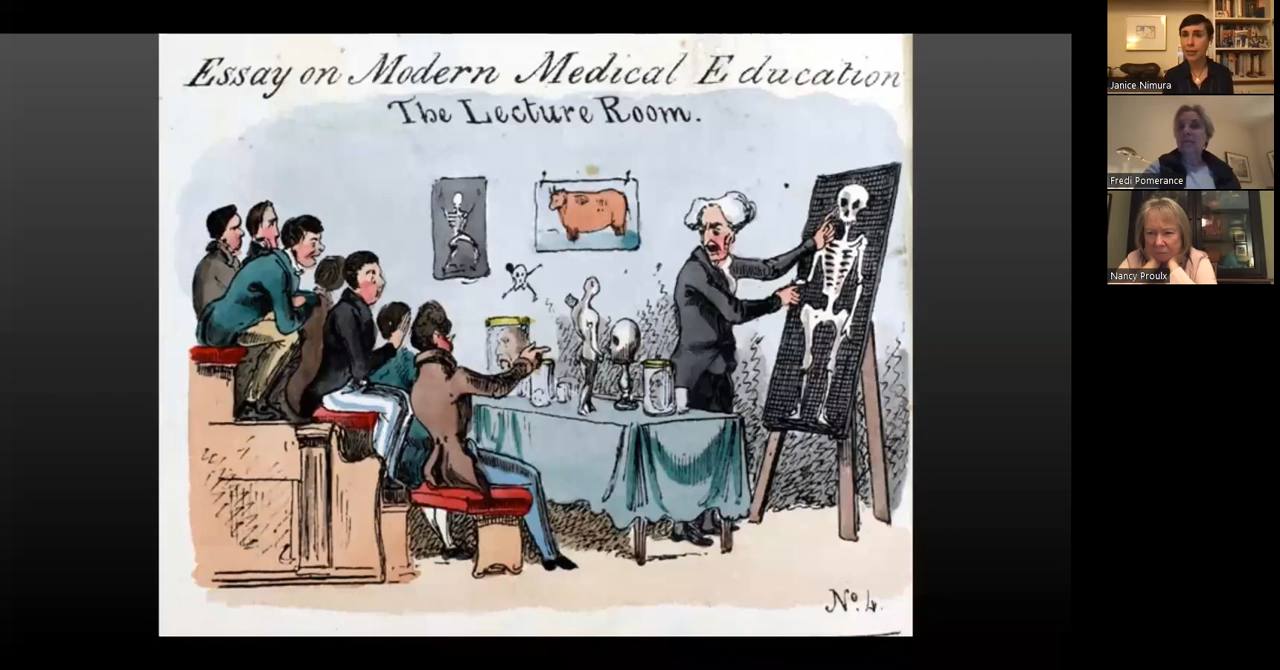 Essay on Modern Medical Education
The Lecture Room.
No. 4.
Janice Nimura
Fredi Pomerance
Nancy Proulx